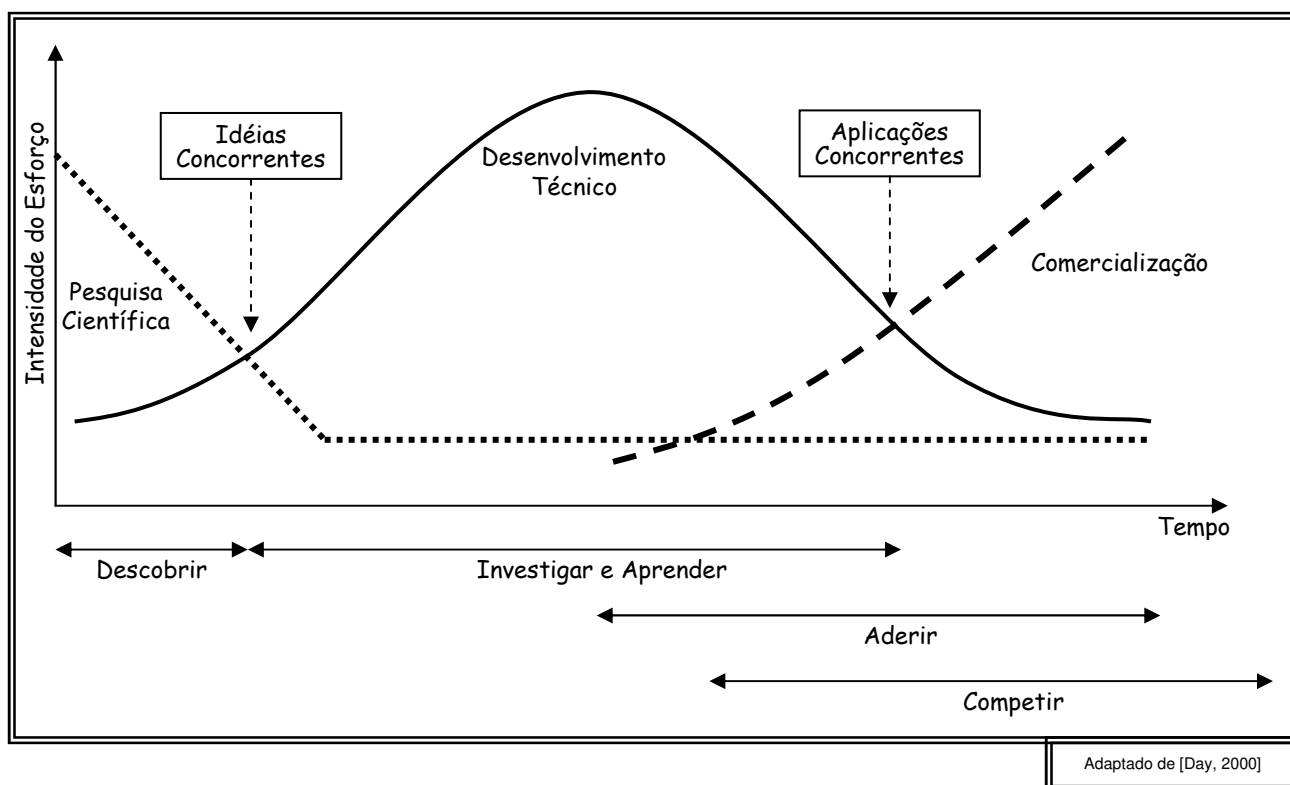 Intensidade do Esforço
Idéias
Concorrentes
Desenvolvimento
Técnico
Aplicações
Concorrentes
Pesquisa
Científica
Comercialização
Tempo
Descobrir
Investigar e Aprender
Aderir
Competir
Adaptado de [Day, 2000]